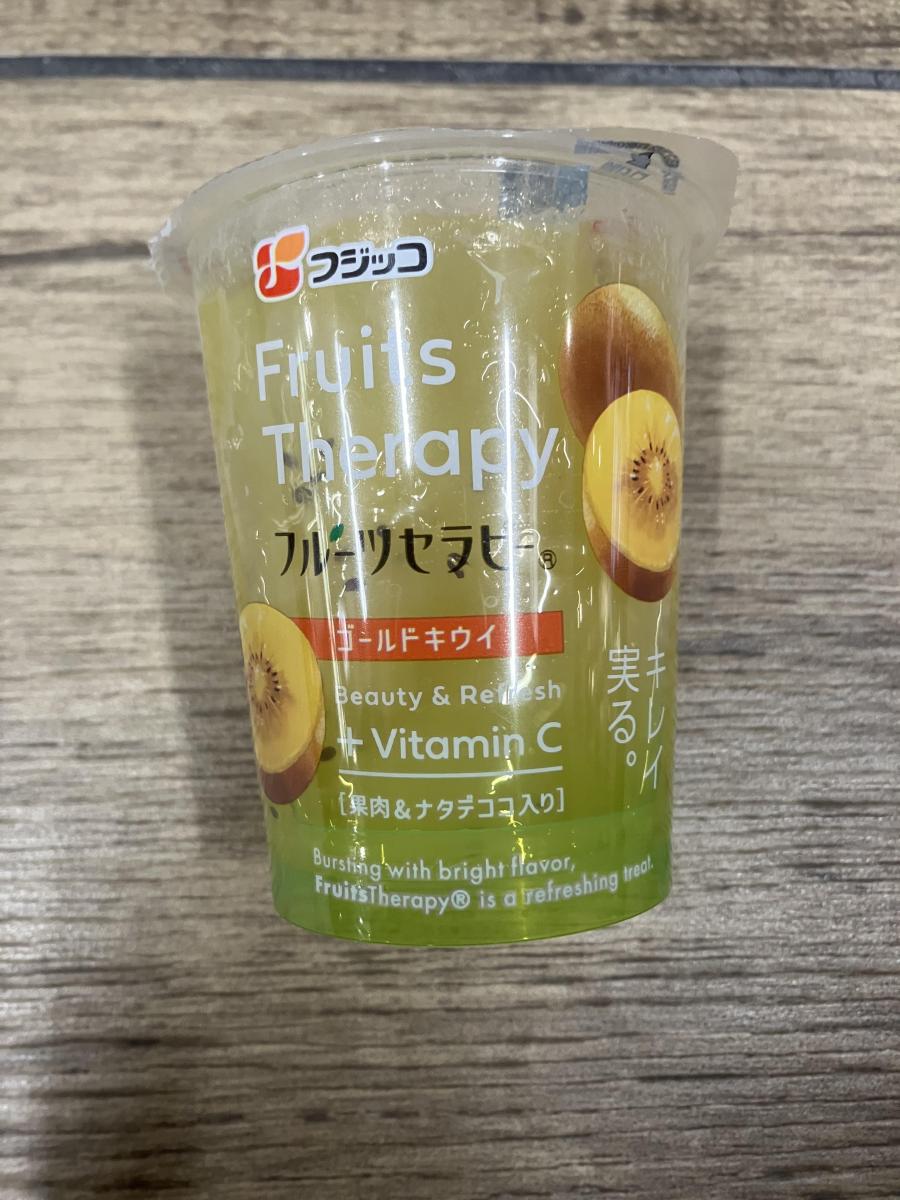 フジッコ
Fruits
Therapy
フルーツセラピー®
ゴールドキウイ
Beauty & Refresh
+ Vitamin C
[果肉&ナタデココ入り]
キレイ
実る。
Bursting with bright flavor,
FruitsTherapy® is a refreshing treat.